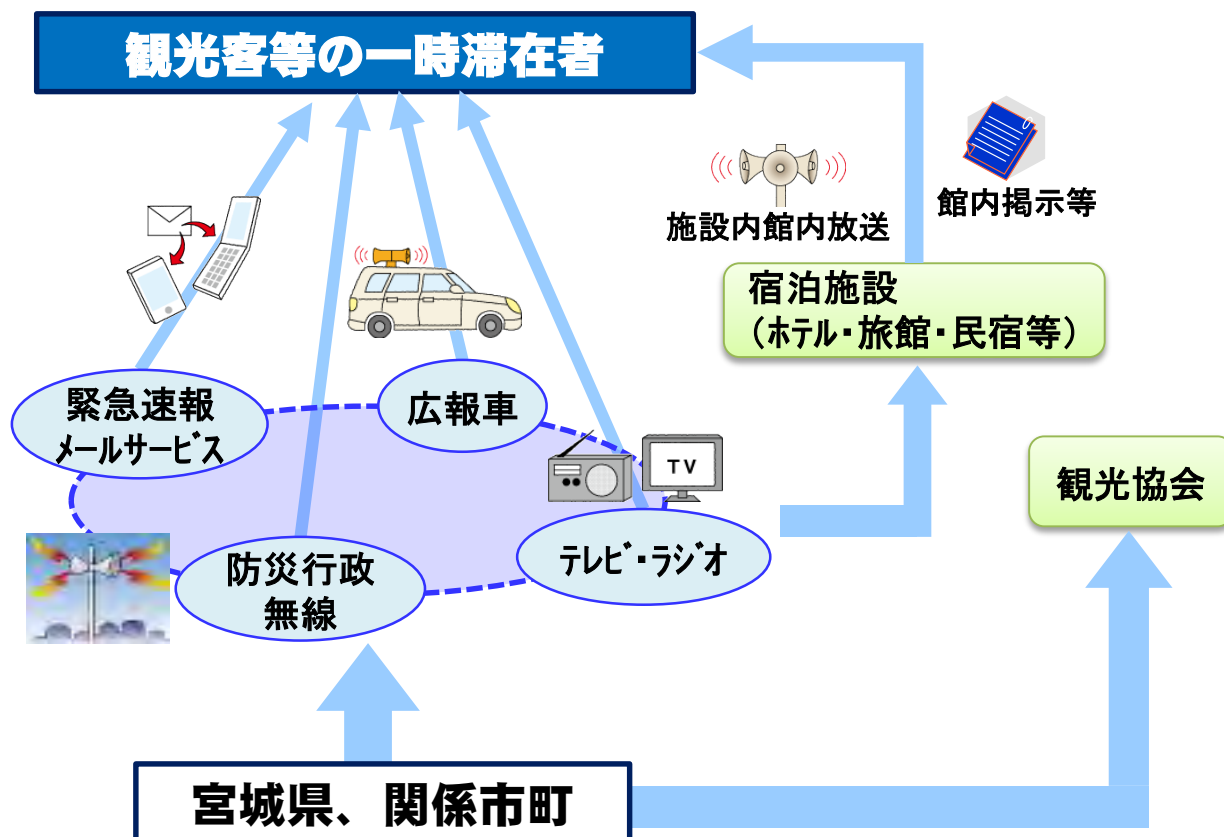 観光客等の一時滞在者
館内掲示等
施設内館内放送
宿泊施設
（ホテル・旅館・民宿等）
緊急速報
メールサービス
広報車
TV
観光協会
テレビ・ラジオ
防災行政
無線
宮城県、関係市町